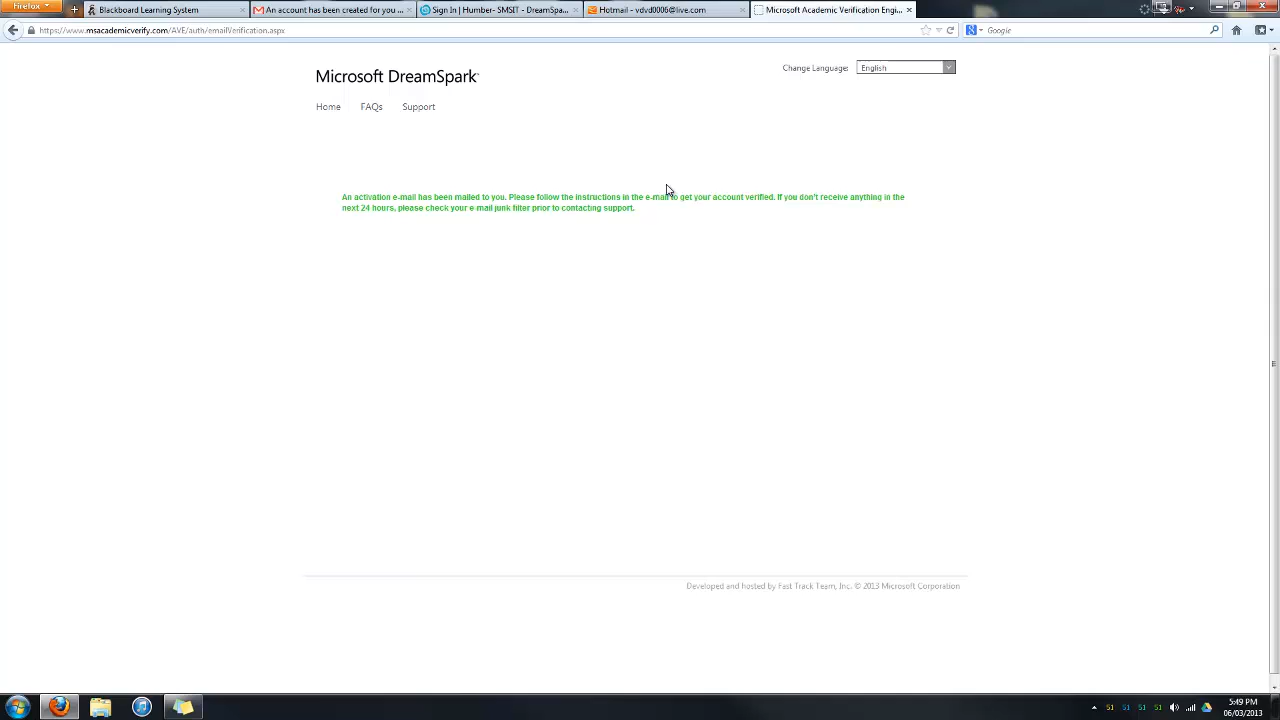 Firefox
Blackboard Learning System
An account has been created for you ...
Sign In | Humber- SMSIT - DreamSpa...
Hotmail - vdvd0006@live.com
Microsoft Academic Verification Engi...
https://www.msacademicverify.com/AVE/auth/emailVerification.aspx
Google
Microsoft DreamSpark
Change Language:
English
Home
FAQs
Support
An activation e-mail has been mailed to you. Please follow the instructions in the e-mail to get your account verified. If you don't receive anything in the
next 24 hours, please check your e-mail junk filter prior to contacting support.
Developed and hosted by Fast Track Team, Inc. © 2013 Microsoft Corporation
51
51
51
51
5:49 PM
06/03/2013